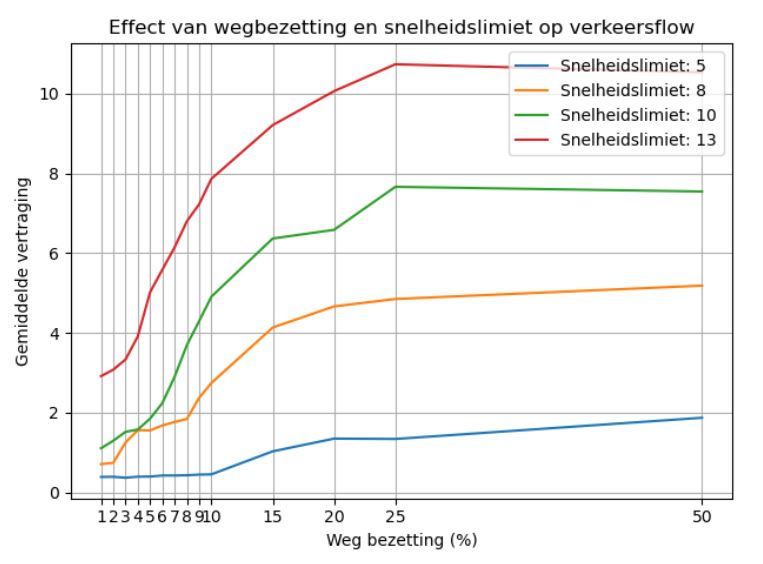 Effect van wegbezetting en snelheidslimiet op verkeersflow
Snelheidslimiet: 5
Snelheidslimiet: 8
Snelheidslimiet: 10
Snelheidslimiet: 13
Gemiddelde vertraging
10
8
6
4
2
0
1 2 3 4 5 6 7 8 9 10 15 20 25 50
Weg bezetting (%)